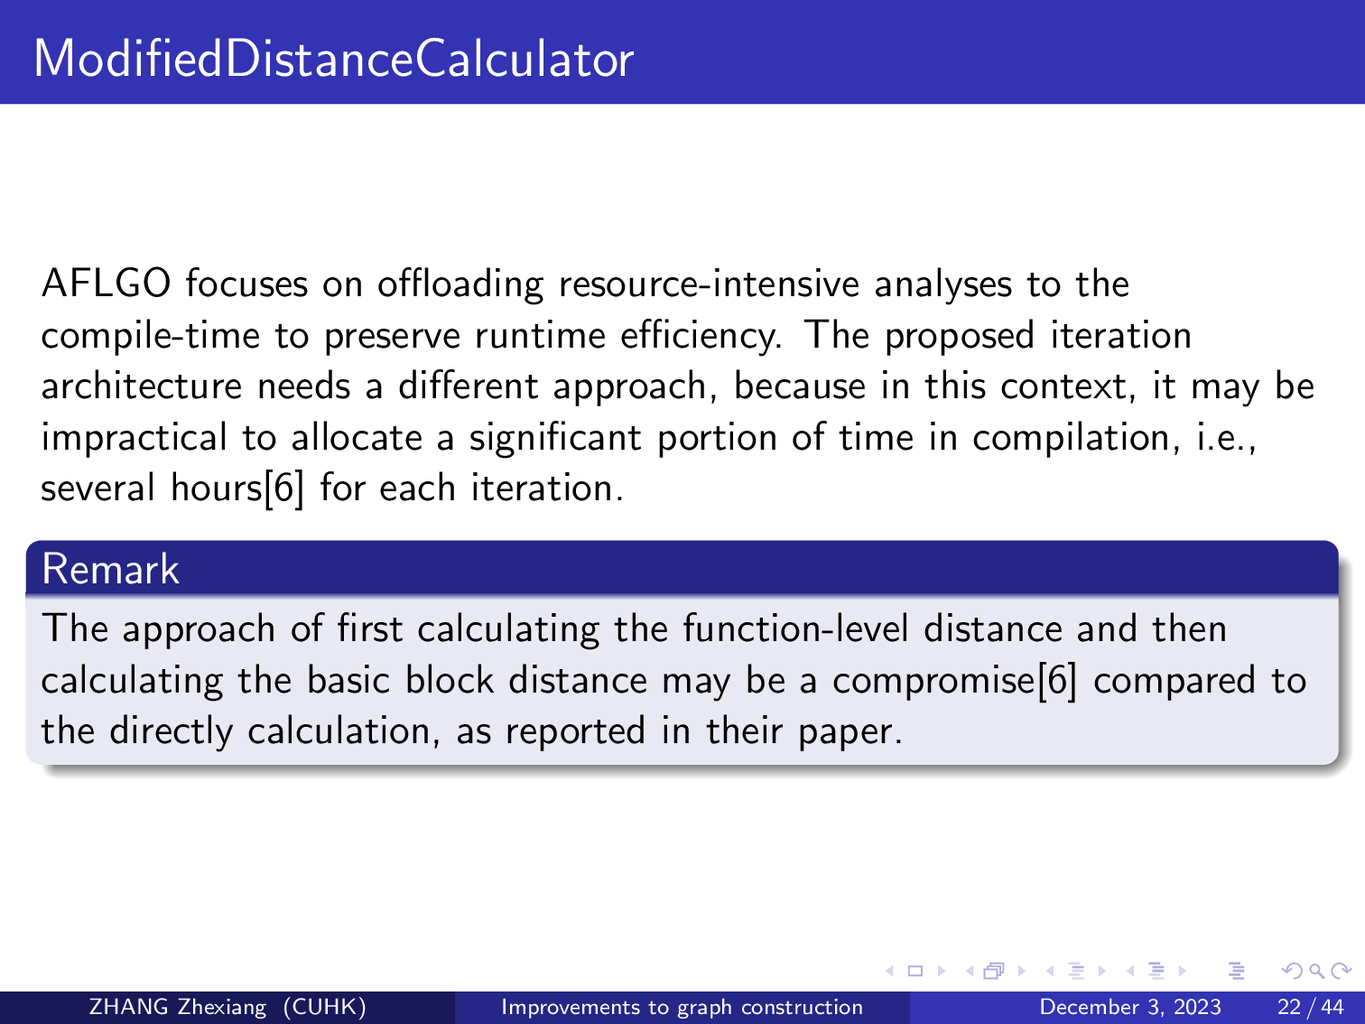 ModifiedDistanceCalculator
AFLGO focuses on offloading resource-intensive analyses to the
compile-time to preserve runtime efficiency. The proposed iteration
architecture needs a different approach, because in this context, it may be
impractical to allocate a significant portion of time in compilation, i.e.,
several hours[6] for each iteration.
Remark
The approach of first calculating the function-level distance and then
calculating the basic block distance may be a compromise[6] compared to
the directly calculation, as reported in their paper.
ZHANG Zhexiang (CUHK) Improvements to graph construction December 3, 2023 22 / 44